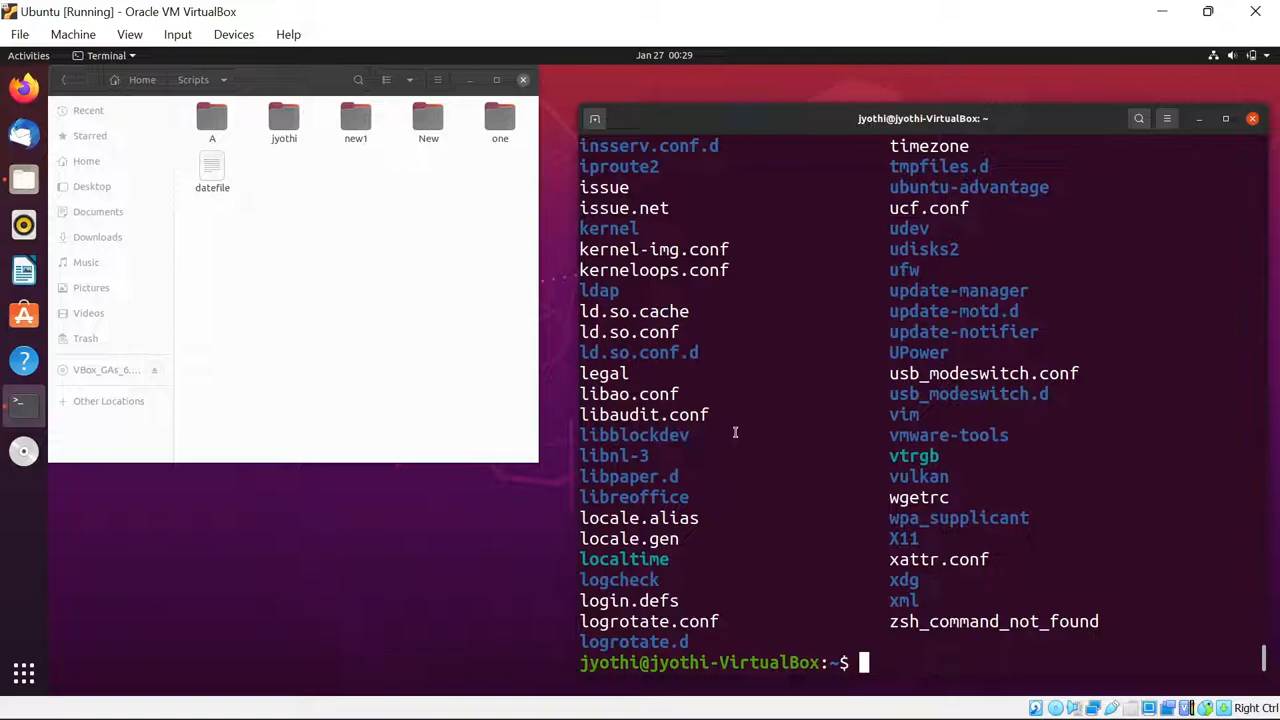 Ubuntu [Running] - Oracle VM VirtualBox
File Machine View Input Devices Help
Activities Terminal Jan 27 00:29
Home Scripts
Recent
Starred
Home
Desktop
Documents
Downloads
Music
Pictures
Videos
Trash
VBox_GAs_6....
Other Locations
A jyothi new1 New one
datefile
jyothi@jyothi-VirtualBox: ~
insserv.conf.d timezone
iproute2 tmpfiles.d
issue ubuntu-advantage
issue.net ucf.conf
kernel udev
kernel-img.conf udisks2
kerneloops.conf ufw
ldap update-manager
ld.so.cache update-motd.d
ld.so.conf update-notifier
ld.so.conf.d UPower
legal usb_modeswitch.conf
libao.conf usb_modeswitch.d
libaudit.conf vim
libblockdev vmware-tools
libnl-3 vtrgb
libpaper.d vulkan
libreoffice wgetrc
locale.alias wpa_supplicant
locale.gen X11
localtime xattr.conf
logcheck xdg
login.defs xml
logrotate.conf zsh_command_not_found
logrotate.d
jyothi@jyothi-VirtualBox:~$
Right Ctrl